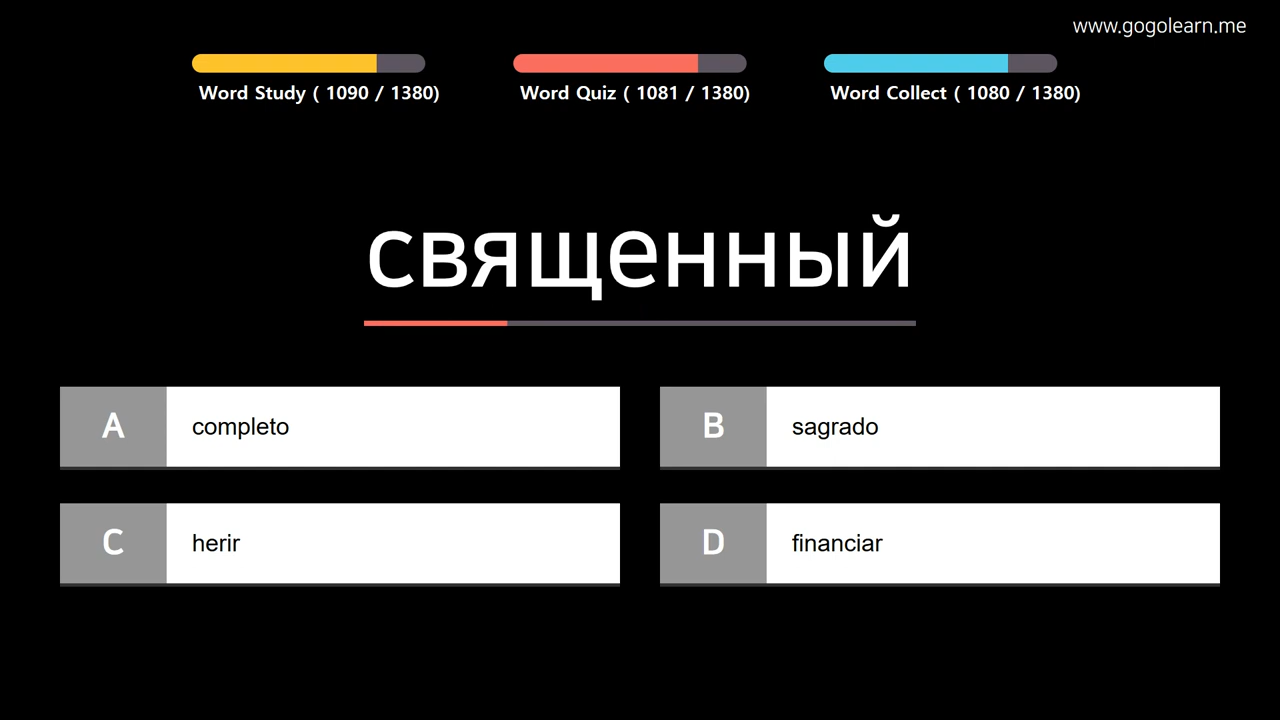 www.gogolearn.me
Word Study ( 1090 / 1380)
Word Quiz ( 1081 / 1380)
Word Collect ( 1080 / 1380)
священный
A completo
B sagrado
C herir
D financiar